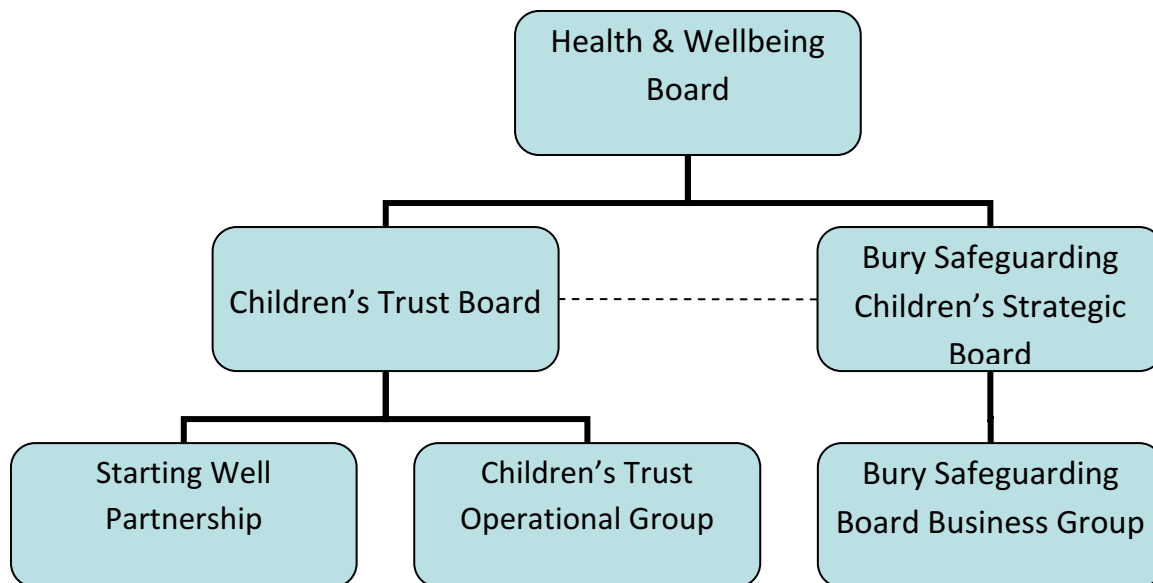 Health & Wellbeing
Board
Children’s Trust Board
Bury Safeguarding
Children’s Strategic
Board
Starting Well
Partnership
Children’s Trust
Operational Group
Bury Safeguarding
Board Business Group